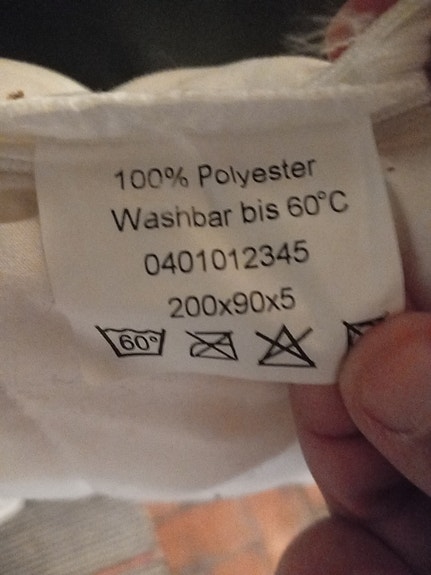 100% Polyester
Washbar bis 60°C
0401012345
200x90x5
60°